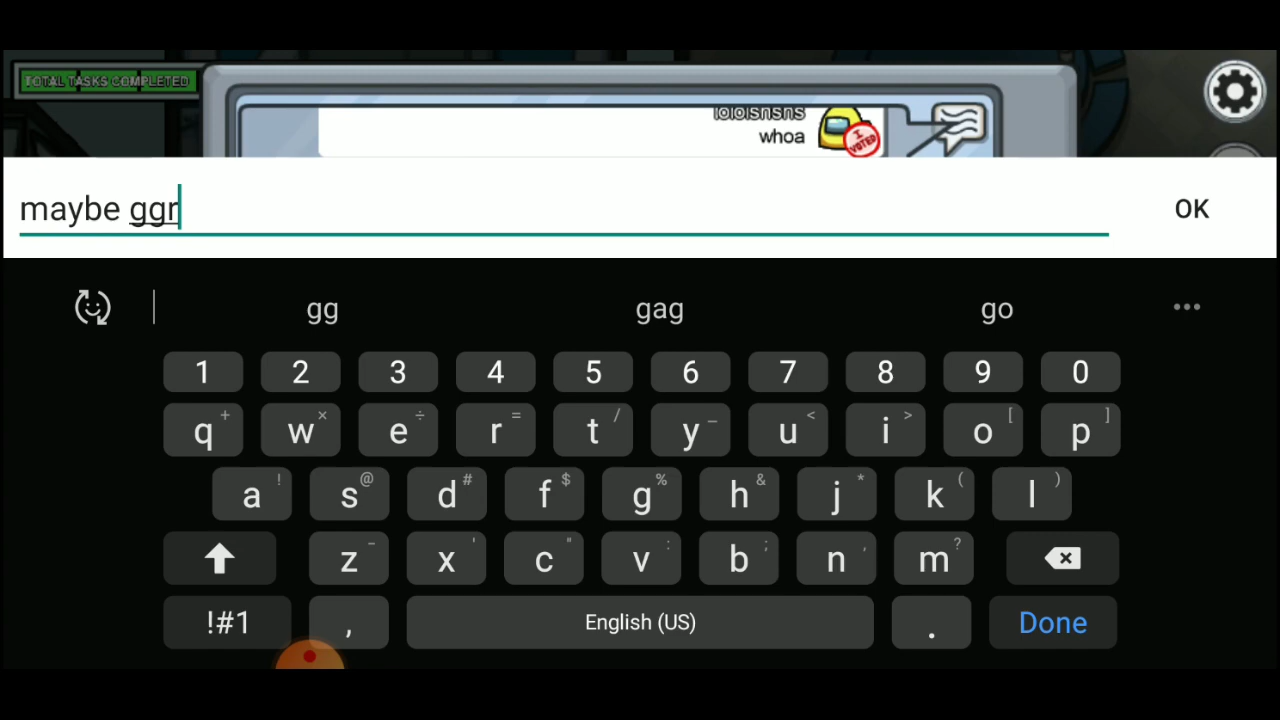 TOTAL TASKS COMPLETED
whoa
I VOTED
maybe ggr
OK
gg gag go
1 2 3 4 5 6 7 8 9 0
q + w × e ÷ r = t / y _ u < i > o [ p ]
a ! s @ d # f $ g % h & j * k ( l )
z - x ' c " v : b ; n , m ?
!#1 , English (US) . Done